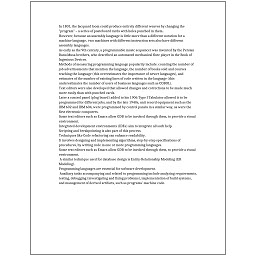 In 1801, the Jacquard loom could produce entirely different weaves by changing the
"program" – a series of pasteboard cards with holes punched in them.
However, because an assembly language is little more than a different notation for a
machine language, two machines with different instruction sets also have different
assembly languages.
As early as the 9th century, a programmable music sequencer was invented by the Persian
Banu Musa brothers, who described an automated mechanical flute player in the Book of
Ingenious Devices.
Methods of measuring programming language popularity include: counting the number of
job advertisements that mention the language, the number of books sold and courses
teaching the language (this overestimates the importance of newer languages), and
estimates of the number of existing lines of code written in the language (this
underestimates the number of users of business languages such as COBOL).
Text editors were also developed that allowed changes and corrections to be made much
more easily than with punched cards.
Later a control panel (plug board) added to his 1906 Type I Tabulator allowed it to be
programmed for different jobs, and by the late 1940s, unit record equipment such as the
IBM 602 and IBM 604, were programmed by control panels in a similar way, as were the
first electronic computers.
Some text editors such as Emacs allow GDB to be invoked through them, to provide a visual
environment.
Integrated development environments (IDEs) aim to integrate all such help.
Scripting and breakpointing is also part of this process.
Techniques like Code refactoring can enhance readability.
It involves designing and implementing algorithms, step-by-step specifications of
procedures, by writing code in one or more programming languages.
Some text editors such as Emacs allow GDB to be invoked through them, to provide a visual
environment.
A similar technique used for database design is Entity-Relationship Modeling (ER
Modeling).
Programming languages are essential for software development.
Auxiliary tasks accompanying and related to programming include analyzing requirements,
testing, debugging (investigating and fixing problems), implementation of build systems,
and management of derived artifacts, such as programs' machine code.